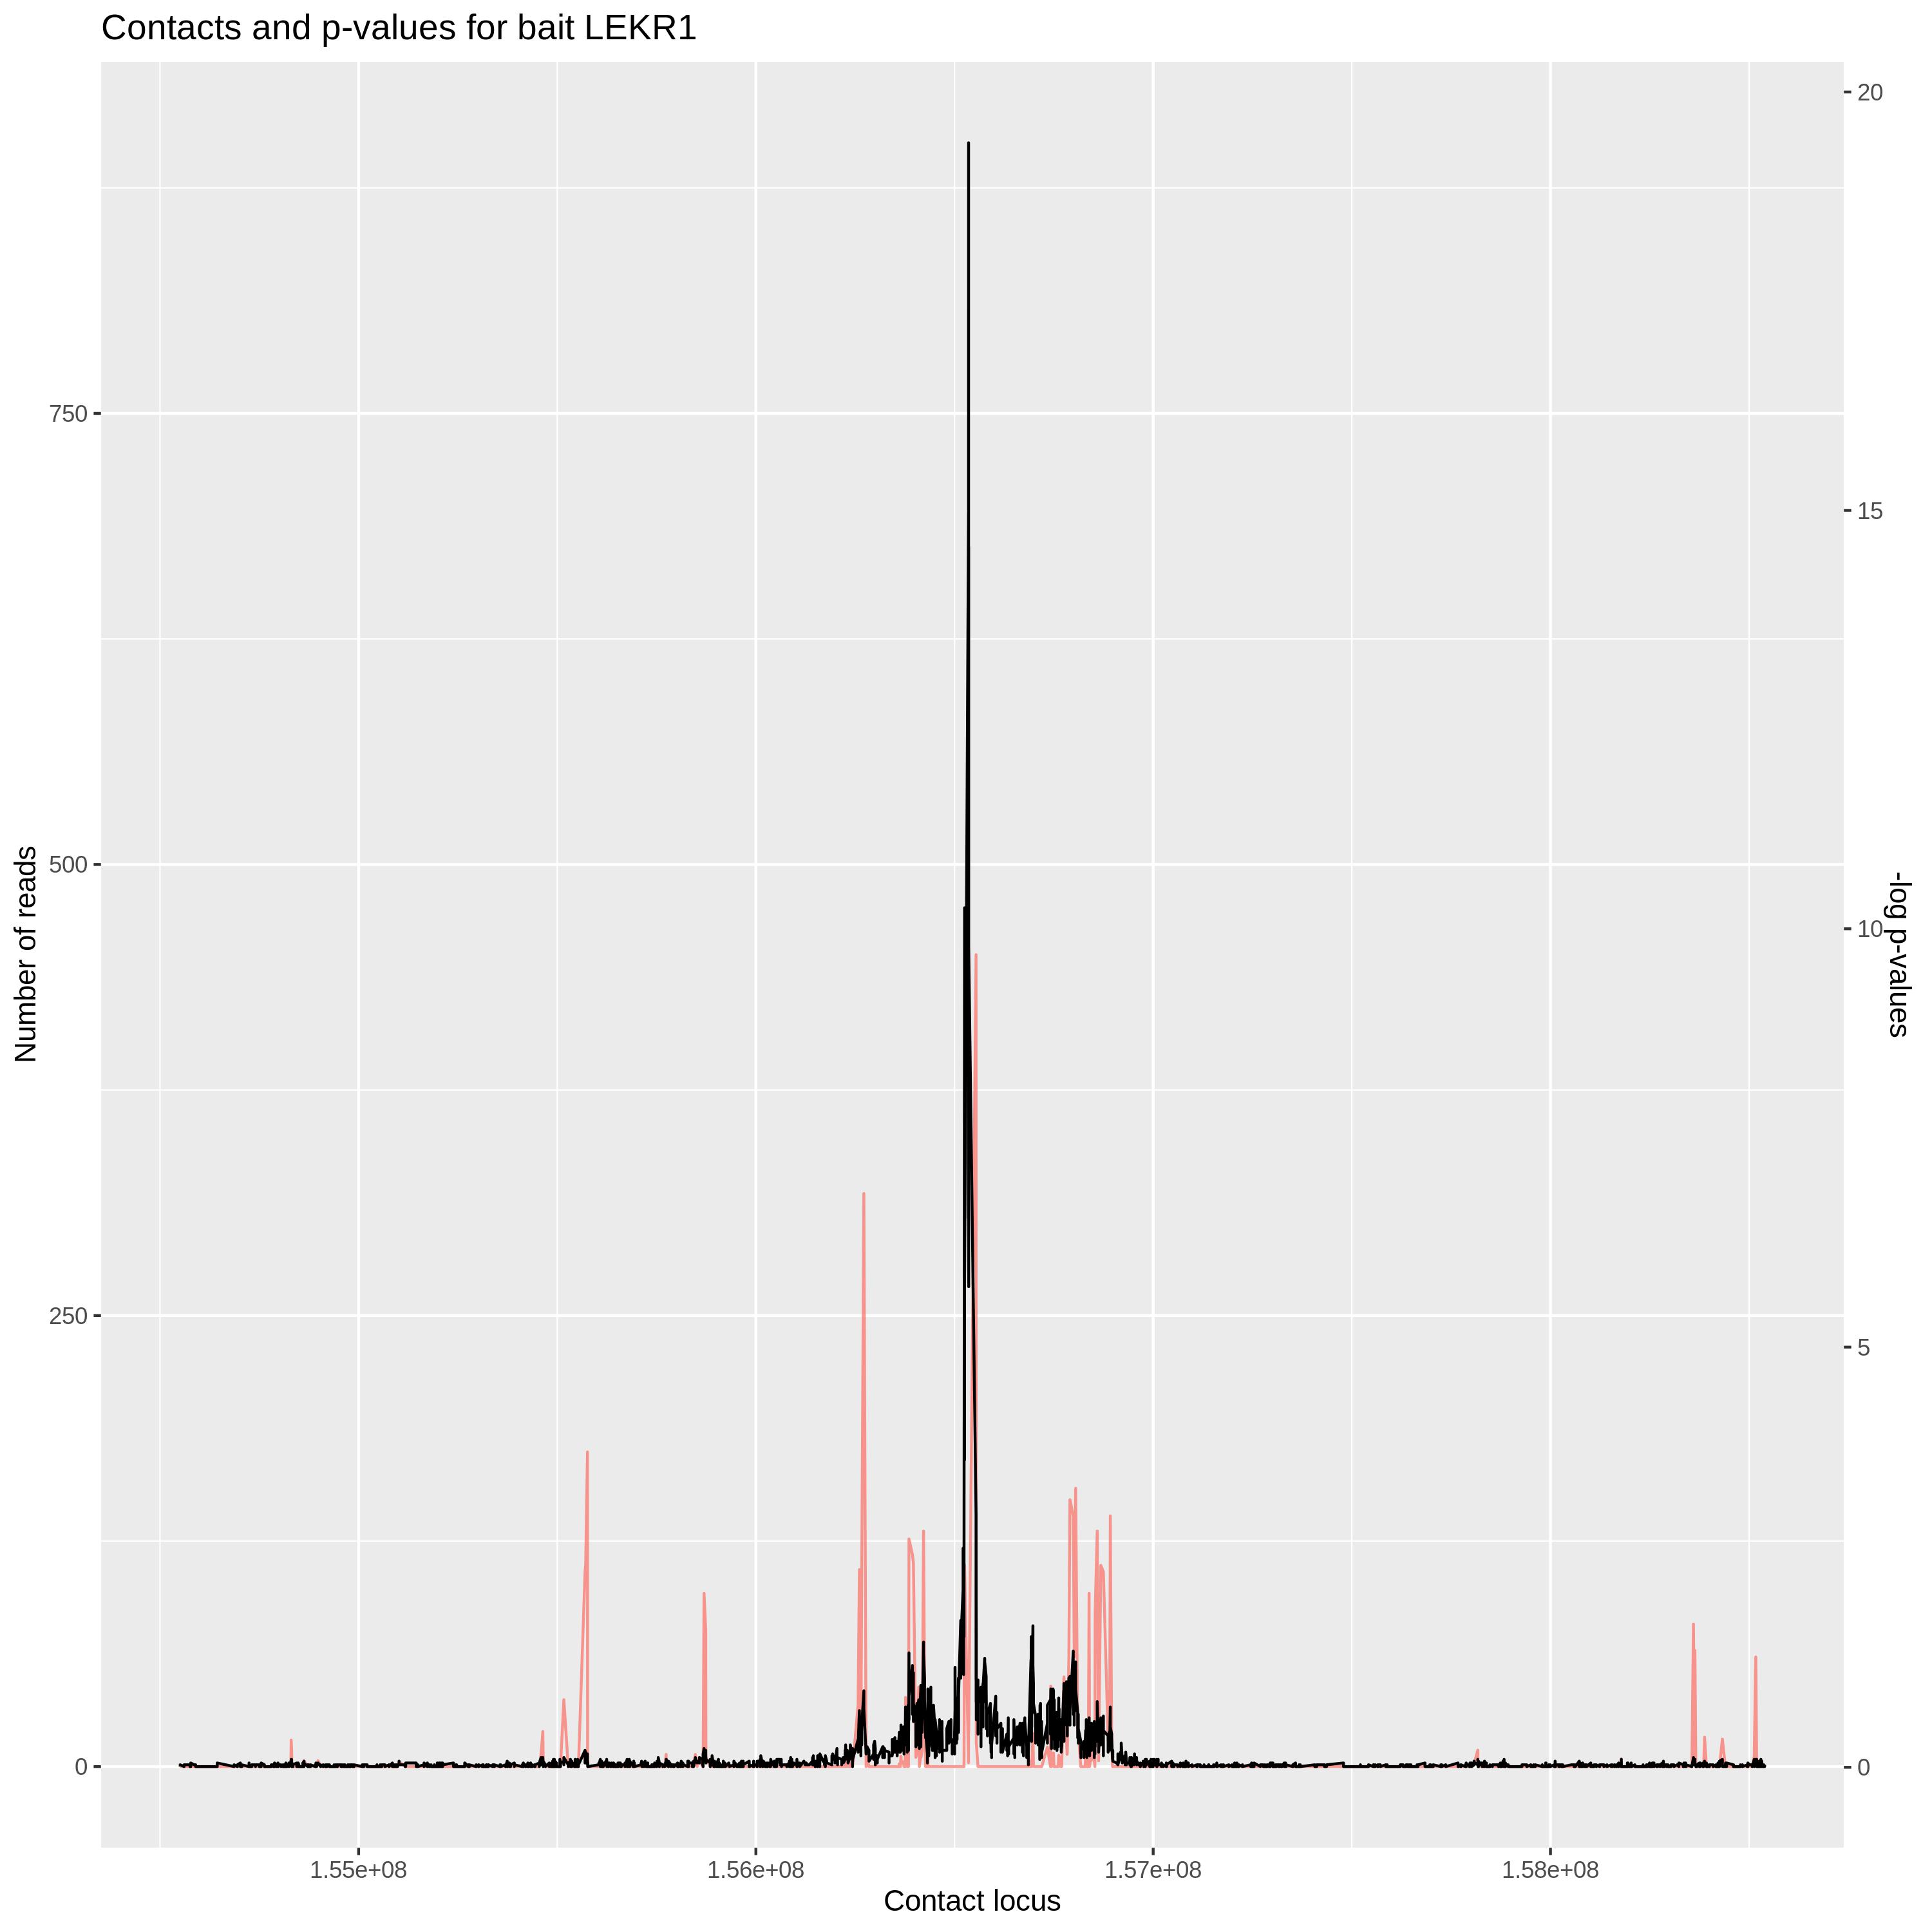 Contacts and p-values for bait LEKR1
20
15
10
5
0
750
500
250
0
Number of reads
-log p-values
1.55e+08
1.56e+08
1.57e+08
1.58e+08
Contact locus